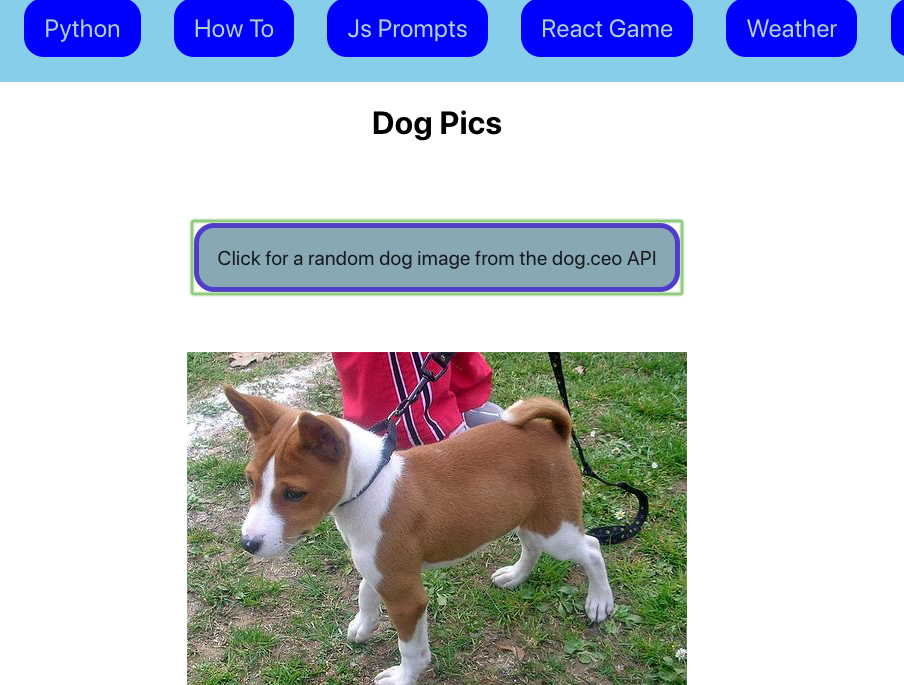 Python How To Js Prompts React Game Weather
Dog Pics
Click for a random dog image from the dog.ceo API